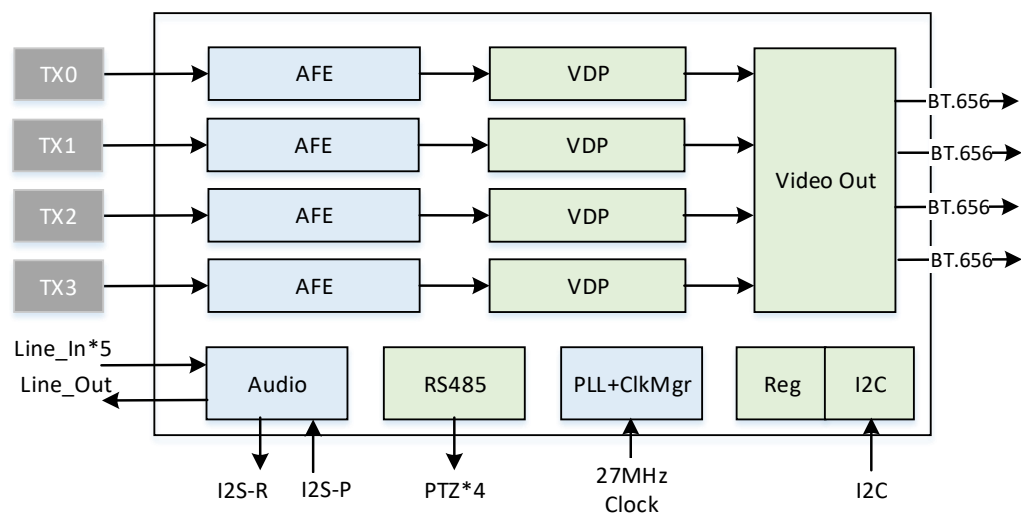 TX0
AFE
VDP
TX1
AFE
VDP
TX2
AFE
VDP
TX3
AFE
VDP
Video Out
BT.656
BT.656
BT.656
BT.656
Line_In*5
Line_Out
Audio
RS485
PLL+ClkMgr
Reg
I2C
I2S-R
I2S-P
PTZ*4
27MHz
Clock
I2C